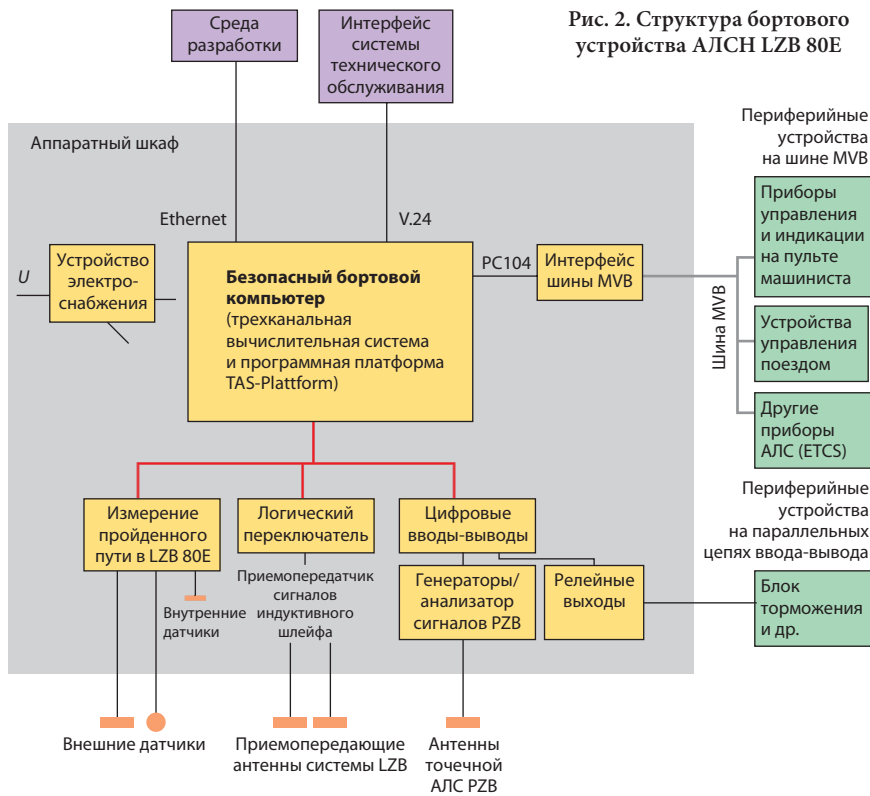 Рис. 2. Структура бортового
устройства АЛСН LZB 80E
Среда
разработки
Интерфейс
системы
технического
обслуживания
Аппаратный шкаф
Ethernet
V.24
U
Устройство
электро-
снабжения
Безопасный бортовой
компьютер
(трехканальная
вычислительная система
и программная платформа
TAS-Plattform)
PC104
Интерфейс
шины MVB
Шина MVB
Периферийные
устройства
на шине MVB
Приборы
управления
и индикации
на пульте
машиниста
Устройства
управления
поездом
Другие
приборы
АЛС (ETCS)
Периферийные
устройства
на параллельных
цепях ввода-вывода
Блок
торможения
и др.
Измерение
пройденного
пути в LZB 80E
Логический
переключатель
Цифровые
вводы-выводы
Внутренние
датчики
Приемопередатчик
сигналов
индуктивного
шлейфа
Генераторы/
анализатор
сигналов PZB
Релейные
выходы
Внешние датчики
Приемопередающие
антенны системы LZB
Антенны
точечной
АЛС PZB